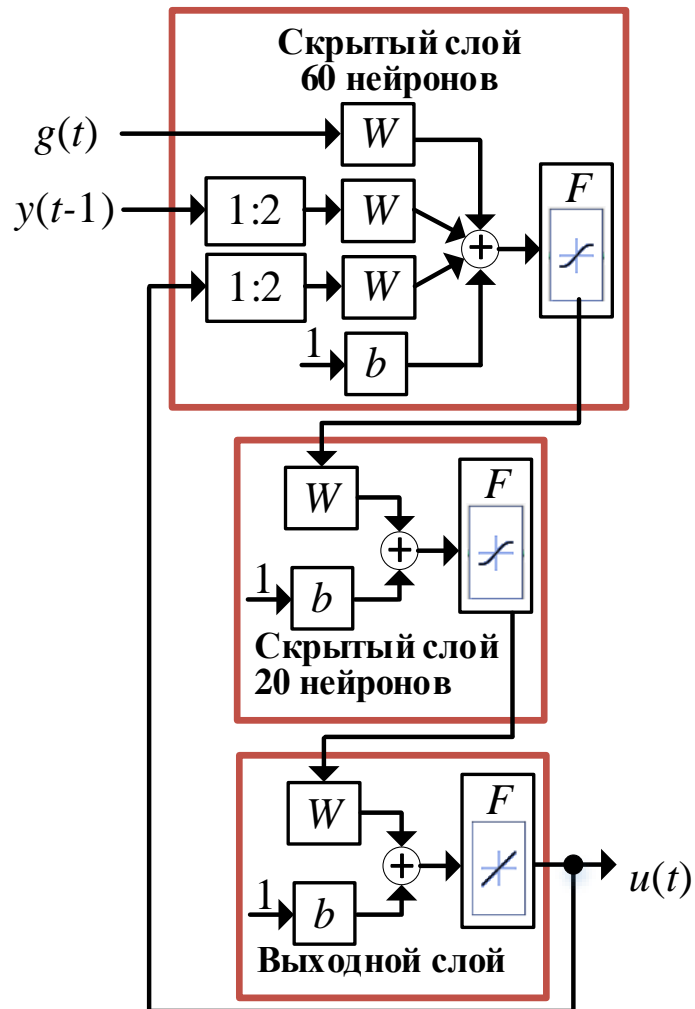 Скрытый слой
60 нейронов
g(t)
W
F
y(t-1)
1:2
W
1:2
W
1
b
W
F
1
b
Скрытый слой
20 нейронов
W
F
1
b
u(t)
Выходной слой